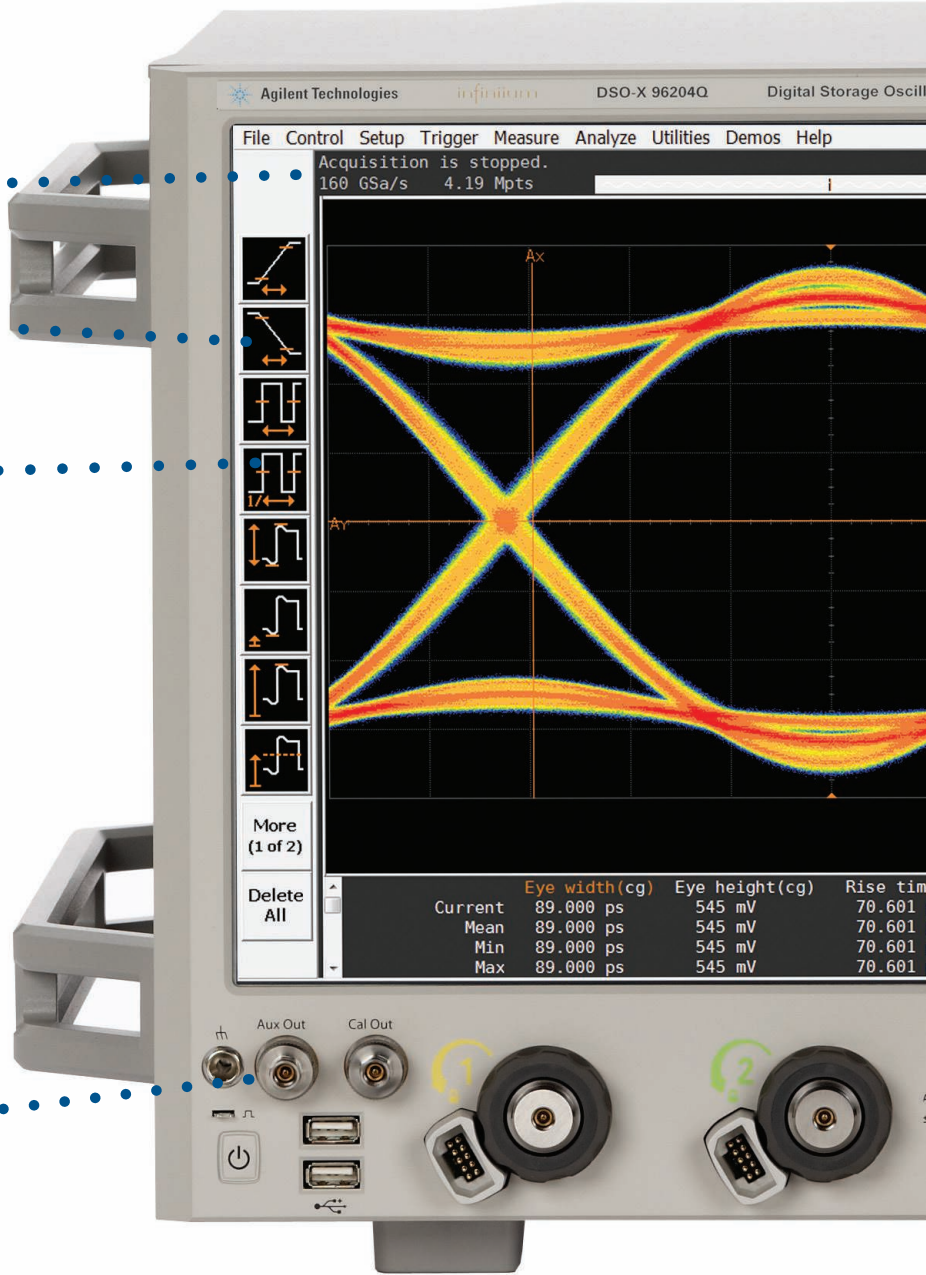 Agilent Technologies infiniium DSO-X 96204Q Digital Storage Oscill
File Control Setup Trigger Measure Analyze Utilities Demos Help
Acquisition is stopped.
160 GSa/s 4.19 Mpts
Ax
1/
Ay
More
(1 of 2)
Delete
All
Eye width(cg) Eye height(cg) Rise tim
Current 89.000 ps 545 mV 70.601
Mean 89.000 ps 545 mV 70.601
Min 89.000 ps 545 mV 70.601
Max 89.000 ps 545 mV 70.601
Aux Out Cal Out
1 2